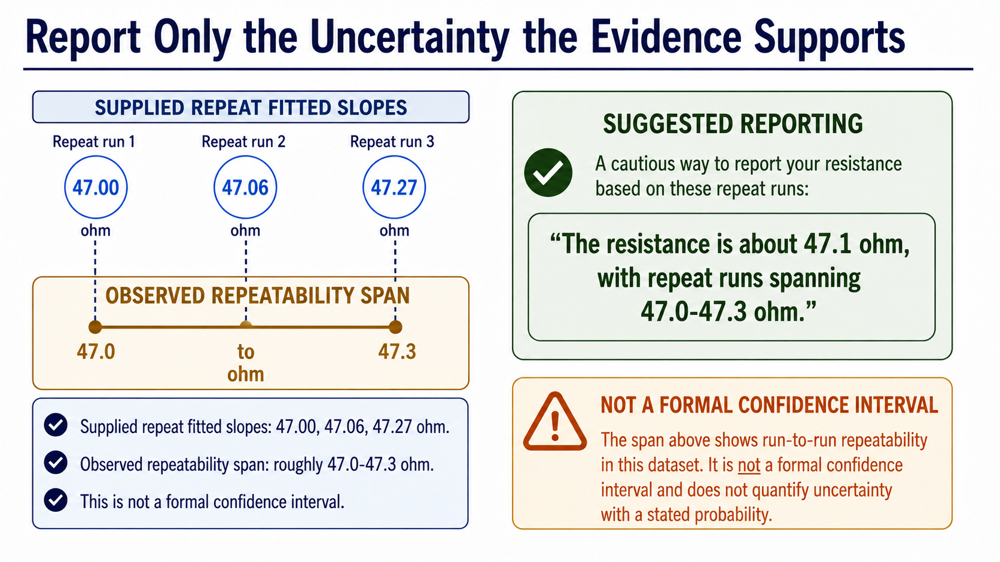 Report Only the Uncertainty the Evidence Supports
SUPPLIED REPEAT FITTED SLOPES
Repeat run 1
Repeat run 2
Repeat run 3
47.00
47.06
47.27
ohm
ohm
ohm
OBSERVED REPEATABILITY SPAN
47.0
to
47.3
ohm
Supplied repeat fitted slopes: 47.00, 47.06, 47.27 ohm.
Observed repeatability span: roughly 47.0-47.3 ohm.
This is not a formal confidence interval.
SUGGESTED REPORTING
A cautious way to report your resistance
based on these repeat runs:
“The resistance is about 47.1 ohm,
with repeat runs spanning
47.0-47.3 ohm.”
NOT A FORMAL CONFIDENCE INTERVAL
The span above shows run-to-run repeatability
in this dataset. It is not a formal confidence
interval and does not quantify uncertainty
with a stated probability.